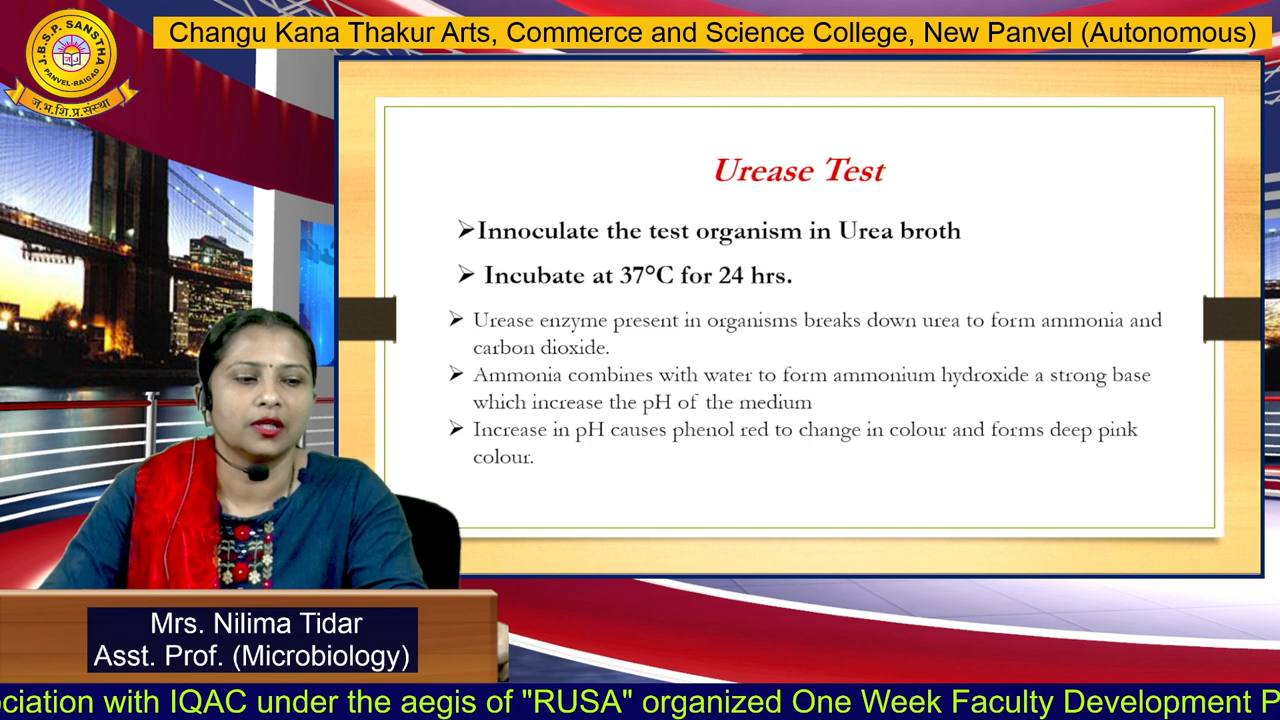 Changu Kana Thakur Arts, Commerce and Science College, New Panvel (Autonomous)
J.B.S.P. SANSTHA
PANVEL-RAIGAD
ज.भ.शि.प्र.संस्था
Urease Test
Innoculate the test organism in Urea broth
Incubate at 37°C for 24 hrs.
Urease enzyme present in organisms breaks down urea to form ammonia and
carbon dioxide.
Ammonia combines with water to form ammonium hydroxide a strong base
which increase the pH of the medium
Increase in pH causes phenol red to change in colour and forms deep pink
colour.
Mrs. Nilima Tidar
Asst. Prof. (Microbiology)
ociation with IQAC under the aegis of "RUSA" organized One Week Faculty Development P